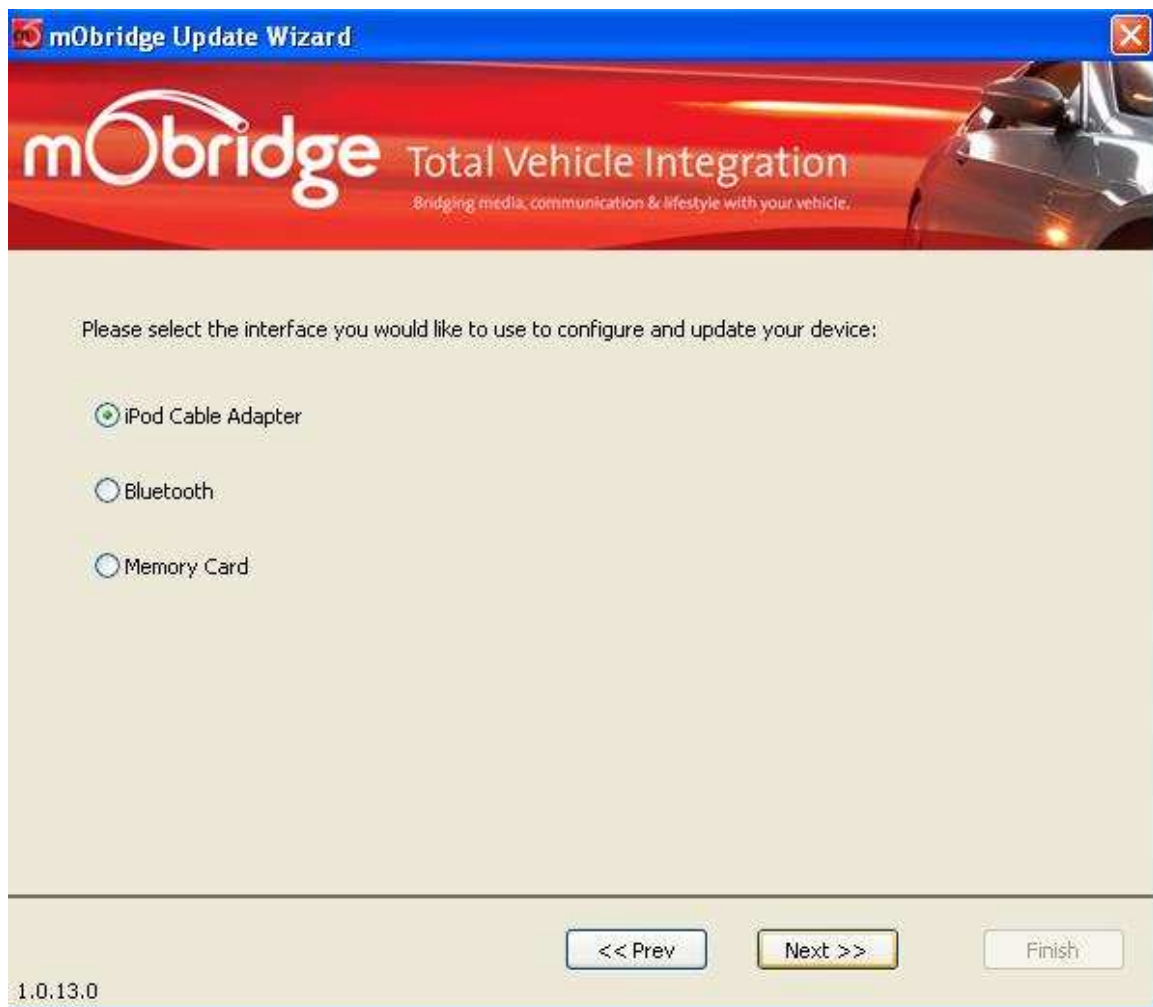 mObridge Update Wizard
mObridge Total Vehicle Integration
Bridging media, communication & lifestyle with your vehicle.
Please select the interface you would like to use to configure and update your device:
iPod Cable Adapter
Bluetooth
Memory Card
<< Prev Next >> Finish
1.0.13.0